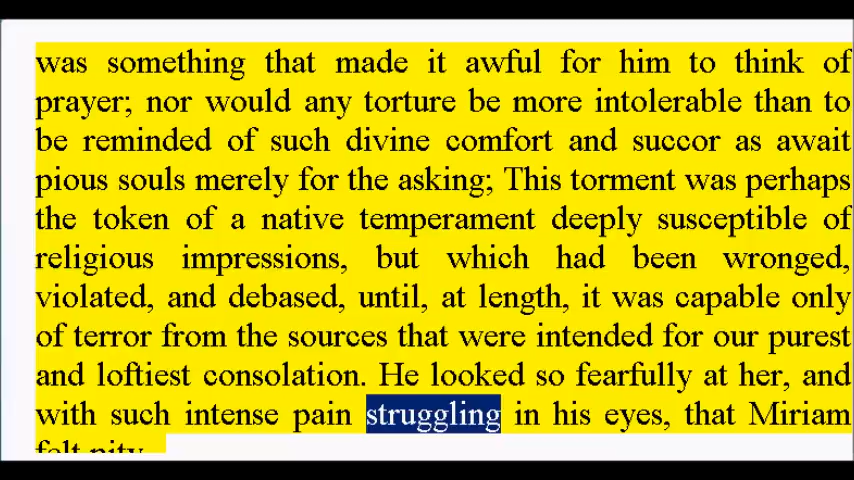 was something that made it awful for him to think of
prayer; nor would any torture be more intolerable than to
be reminded of such divine comfort and succor as await
pious souls merely for the asking; This torment was perhaps
the token of a native temperament deeply susceptible of
religious impressions, but which had been wronged,
violated, and debased, until, at length, it was capable only
of terror from the sources that were intended for our purest
and loftiest consolation. He looked so fearfully at her, and
with such intense pain struggling in his eyes, that Miriam
felt pity.